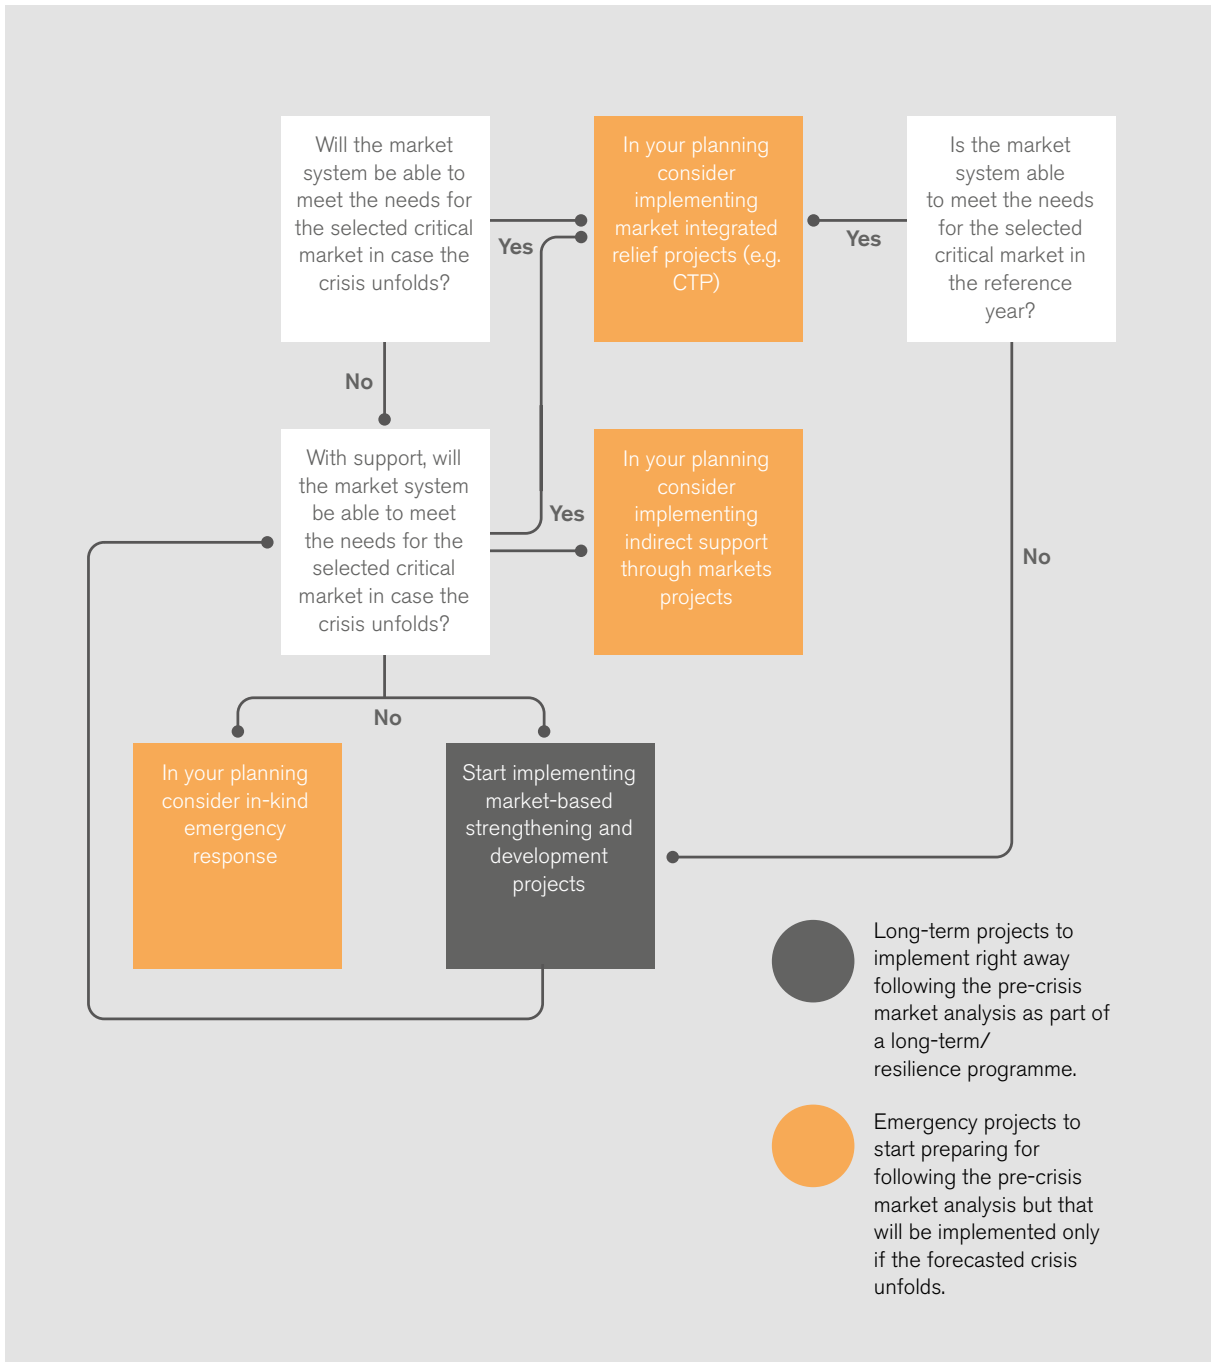 Will the market
system be able to
meet the needs for
the selected critical
market in case the
crisis unfolds?
Yes
In your planning
consider
implementing
market integrated
relief projects (e.g.
CTP)
Yes
Is the market
system able
to meet the needs
for the selected
critical market in
the reference
year?
No
With support, will
the market system
be able to meet
the needs for the
selected critical
market in case the
crisis unfolds?
Yes
In your planning
consider
implementing
indirect support
through markets
projects
No
No
In your planning
consider in-kind
emergency
response
Start implementing
market-based
strengthening and
development
projects
Long-term projects to
implement right away
following the pre-crisis
market analysis as part of
a long-term/
resilience programme.
Emergency projects to
start preparing for
following the pre-crisis
market analysis but that
will be implemented only
if the forecasted crisis
unfolds.